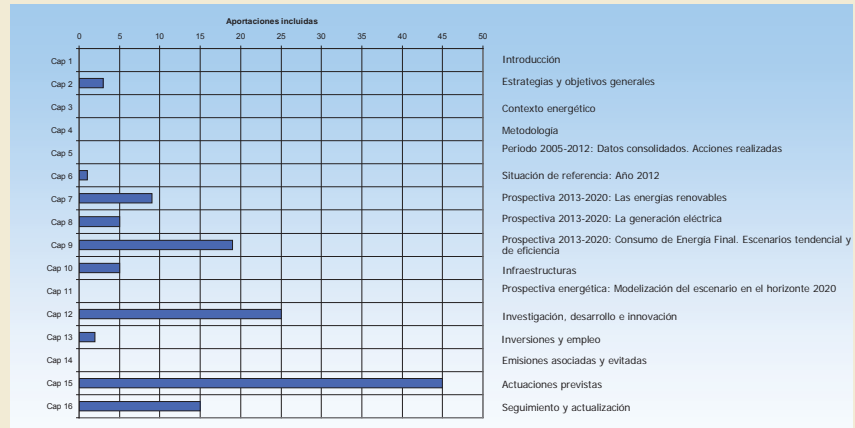 Aportaciones incluidas
0 5 10 15 20 25 30 35 40 45 50
Cap 1 Introducción
Cap 2 Estrategias y objetivos generales
Cap 3 Contexto energético
Cap 4 Metodología
Cap 5 Periodo 2005-2012: Datos consolidados. Acciones realizadas
Cap 6 Situación de referencia: Año 2012
Cap 7 Prospectiva 2013-2020: Las energías renovables
Cap 8 Prospectiva 2013-2020: La generación eléctrica
Cap 9 Prospectiva 2013-2020: Consumo de Energía Final. Escenarios tendencial y
de eficiencia
Cap 10 Infraestructuras
Cap 11 Prospectiva energética: Modelización del escenario en el horizonte 2020
Cap 12 Investigación, desarrollo e innovación
Cap 13 Inversiones y empleo
Cap 14 Emisiones asociadas y evitadas
Cap 15 Actuaciones previstas
Cap 16 Seguimiento y actualización